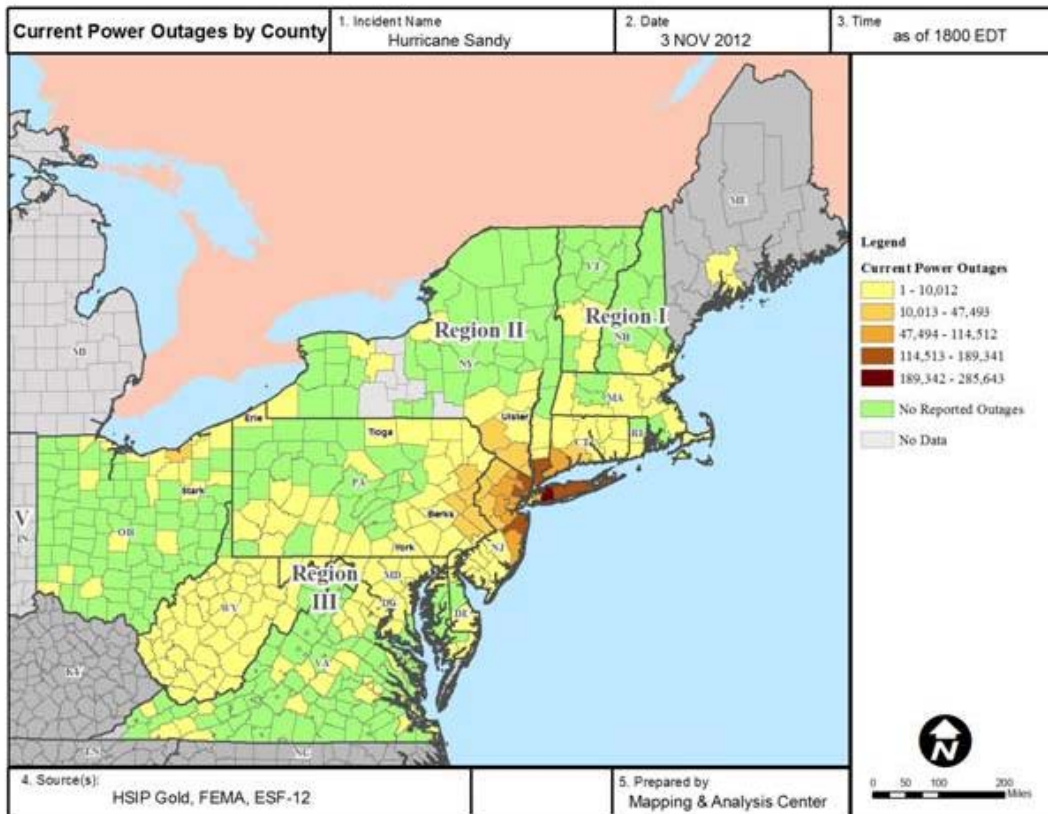 Current Power Outages by County
1. Incident Name
Hurricane Sandy
2. Date
3 NOV 2012
3. Time
as of 1800 EDT
ME
VT
Region II
Region I
NH
NY
MI
MA
Ulster
Erie
Tioga
CT
RI
Stark
PA
Berks
V
IN
OH
York
NJ
Region
III
MD
WV
DC
DE
VA
KY
TN
NC
Legend
Current Power Outages
1 - 10,012
10,013 - 47,493
47,494 - 114,512
114,513 - 189,341
189,342 - 285,643
No Reported Outages
No Data
N
0 50 100 200
Miles
4. Source(s):
HSIP Gold, FEMA, ESF-12
5. Prepared by
Mapping & Analysis Center